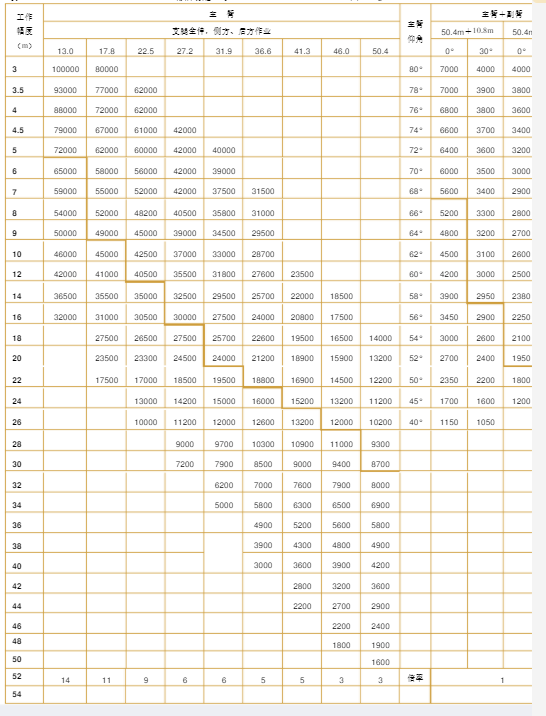 工作 主 臂 主臂 主臂＋副臂
幅度 支腿全伸，侧方、后方作业 仰角 50.4m＋10.8m 50.4m
(m) 13.0 17.8 22.5 27.2 31.9 36.6 41.3 46.0 50.4 0° 30° 0°
3 100000 80000 80° 7000 4000 4000
3.5 93000 77000 62000 78° 7000 3900 3800
4 88000 72000 62000 76° 6800 3800 3600
4.5 79000 67000 61000 42000 74° 6600 3700 3400
5 72000 62000 60000 42000 40000 72° 6400 3600 3200
6 65000 58000 56000 42000 39000 70° 6000 3500 3000
7 59000 55000 52000 42000 37500 31500 68° 5600 3400 2900
8 54000 52000 48200 40500 35800 31000 66° 5200 3300 2800
9 50000 49000 45000 39000 34500 29500 64° 4800 3200 2700
10 46000 45000 42500 37000 33000 28700 62° 4500 3100 2600
12 42000 41000 40500 35500 31800 27600 23500 60° 4200 3000 2500
14 36500 35500 35000 32500 29500 25700 22000 18500 58° 3900 2950 2380
16 32000 31000 30500 30000 27500 24000 20800 17500 56° 3450 2900 2250
18 27500 26500 27500 25700 22600 19500 16500 14000 54° 3000 2600 2100
20 23500 23300 24500 24000 21200 18900 15900 13200 52° 2700 2400 1950
22 17500 17000 18500 19500 18800 16900 14500 12200 50° 2350 2200 1800
24 13000 14200 15000 16000 15200 13200 11200 45° 1700 1600 1200
26 10000 11200 12000 12600 13200 12000 10200 40° 1150 1050
28 9000 9700 10300 10900 11000 9300
30 7200 7900 8500 9000 9400 8700
32 6200 7000 7600 7900 8000
34 5000 5800 6300 6500 6900
36 4900 5200 5600 5800
38 3900 4300 4800 4900
40 3000 3600 3900 4200
42 2800 3200 3600
44 2200 2700 2900
46 2200 2400
48 1800 1900
50 1600
52 14 11 9 6 6 5 5 3 3 倍率 1
54